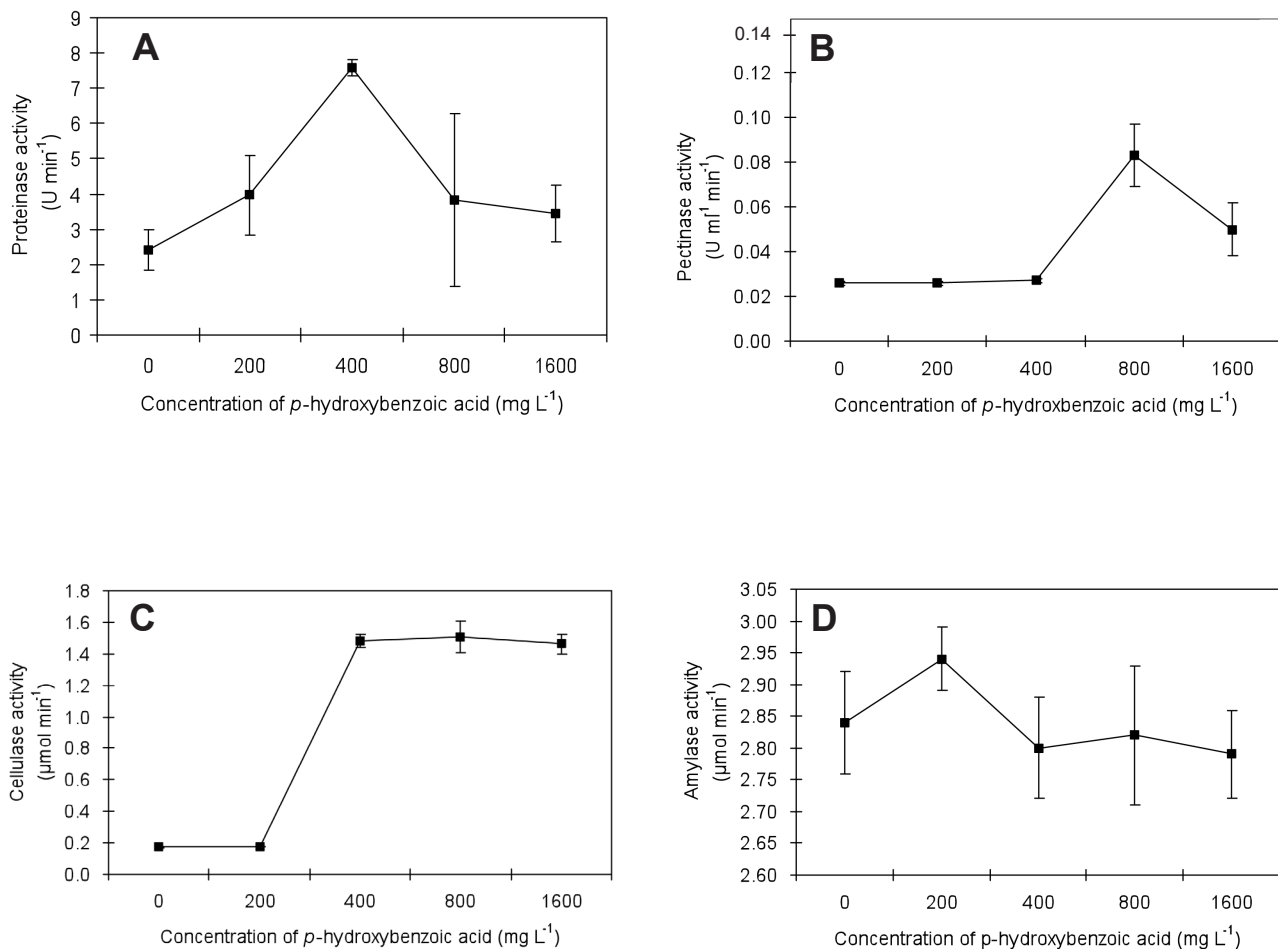 A
Proteinase activity
(U min-1)
9
8
7
6
5
4
3
2
1
0
0 200 400 800 1600
Concentration of p-hydroxybenzoic acid (mg L-1)
B
Pectinase activity
(U ml1 min-1)
0.14
0.12
0.10
0.08
0.06
0.04
0.02
0.00
0 200 400 800 1600
Concentration of p-hydroxbenzoic acid (mg L-1)
C
Cellulase activity
(µmol min-1)
1.8
1.6
1.4
1.2
1.0
0.8
0.6
0.4
0.2
0.0
0 200 400 800 1600
Concentration of p-hydroxybenzoic acid (mg L-1)
D
Amylase activity
(µmol min-1)
3.05
3.00
2.95
2.90
2.85
2.80
2.75
2.70
2.65
2.60
0 200 400 800 1600
Concentration of p-hydroxybenzoic acid (mg L-1)